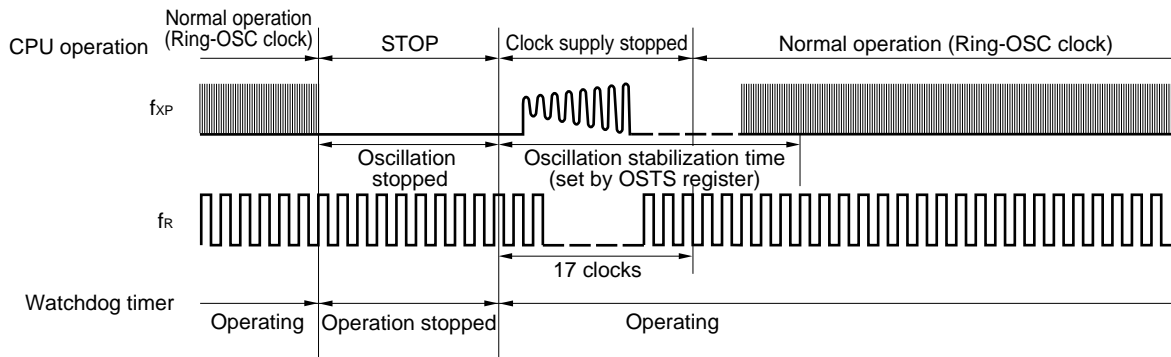 Normal operation
(Ring-OSC clock)
CPU operation
STOP
Clock supply stopped
Normal operation (Ring-OSC clock)
fXP
Oscillation
stopped
Oscillation stabilization time
(set by OSTS register)
fR
17 clocks
Watchdog timer
Operating
Operation stopped
Operating